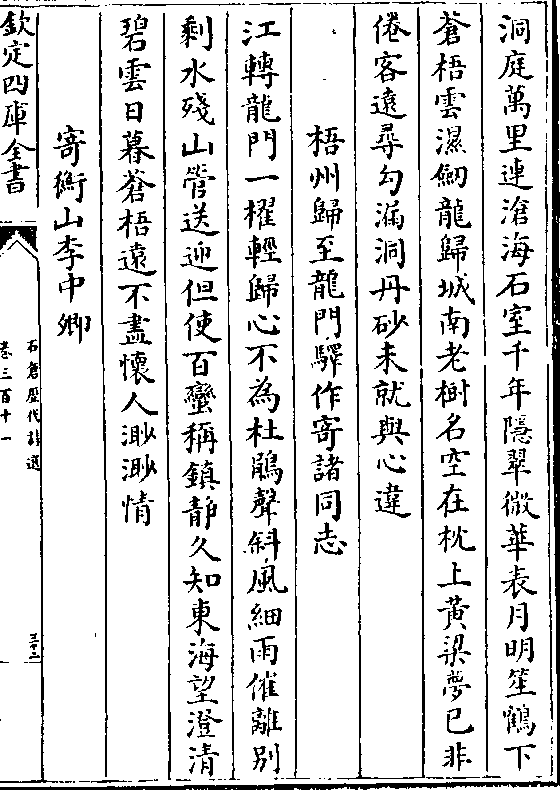 洞庭萬里連滄海石室千年隱翠微華表月明笙鶴下
蒼梧雲濕劒龍歸城南老樹名空在枕上黄粱夢已非
倦客遠尋勾漏洞丹砂未就與心違
梧州歸至龍門驛作寄諸同志
江轉龍門一櫂輕歸心不為杜鵑聲斜風細雨催離別
剩水殘山管送迎但使百蠻稱鎮靜久知東海望澄清
碧雲日暮蒼梧遠不盡懷人渺渺情
寄衡山李中卿
欽定四庫全書
石倉歷代詩選
卷三百十一
三十二